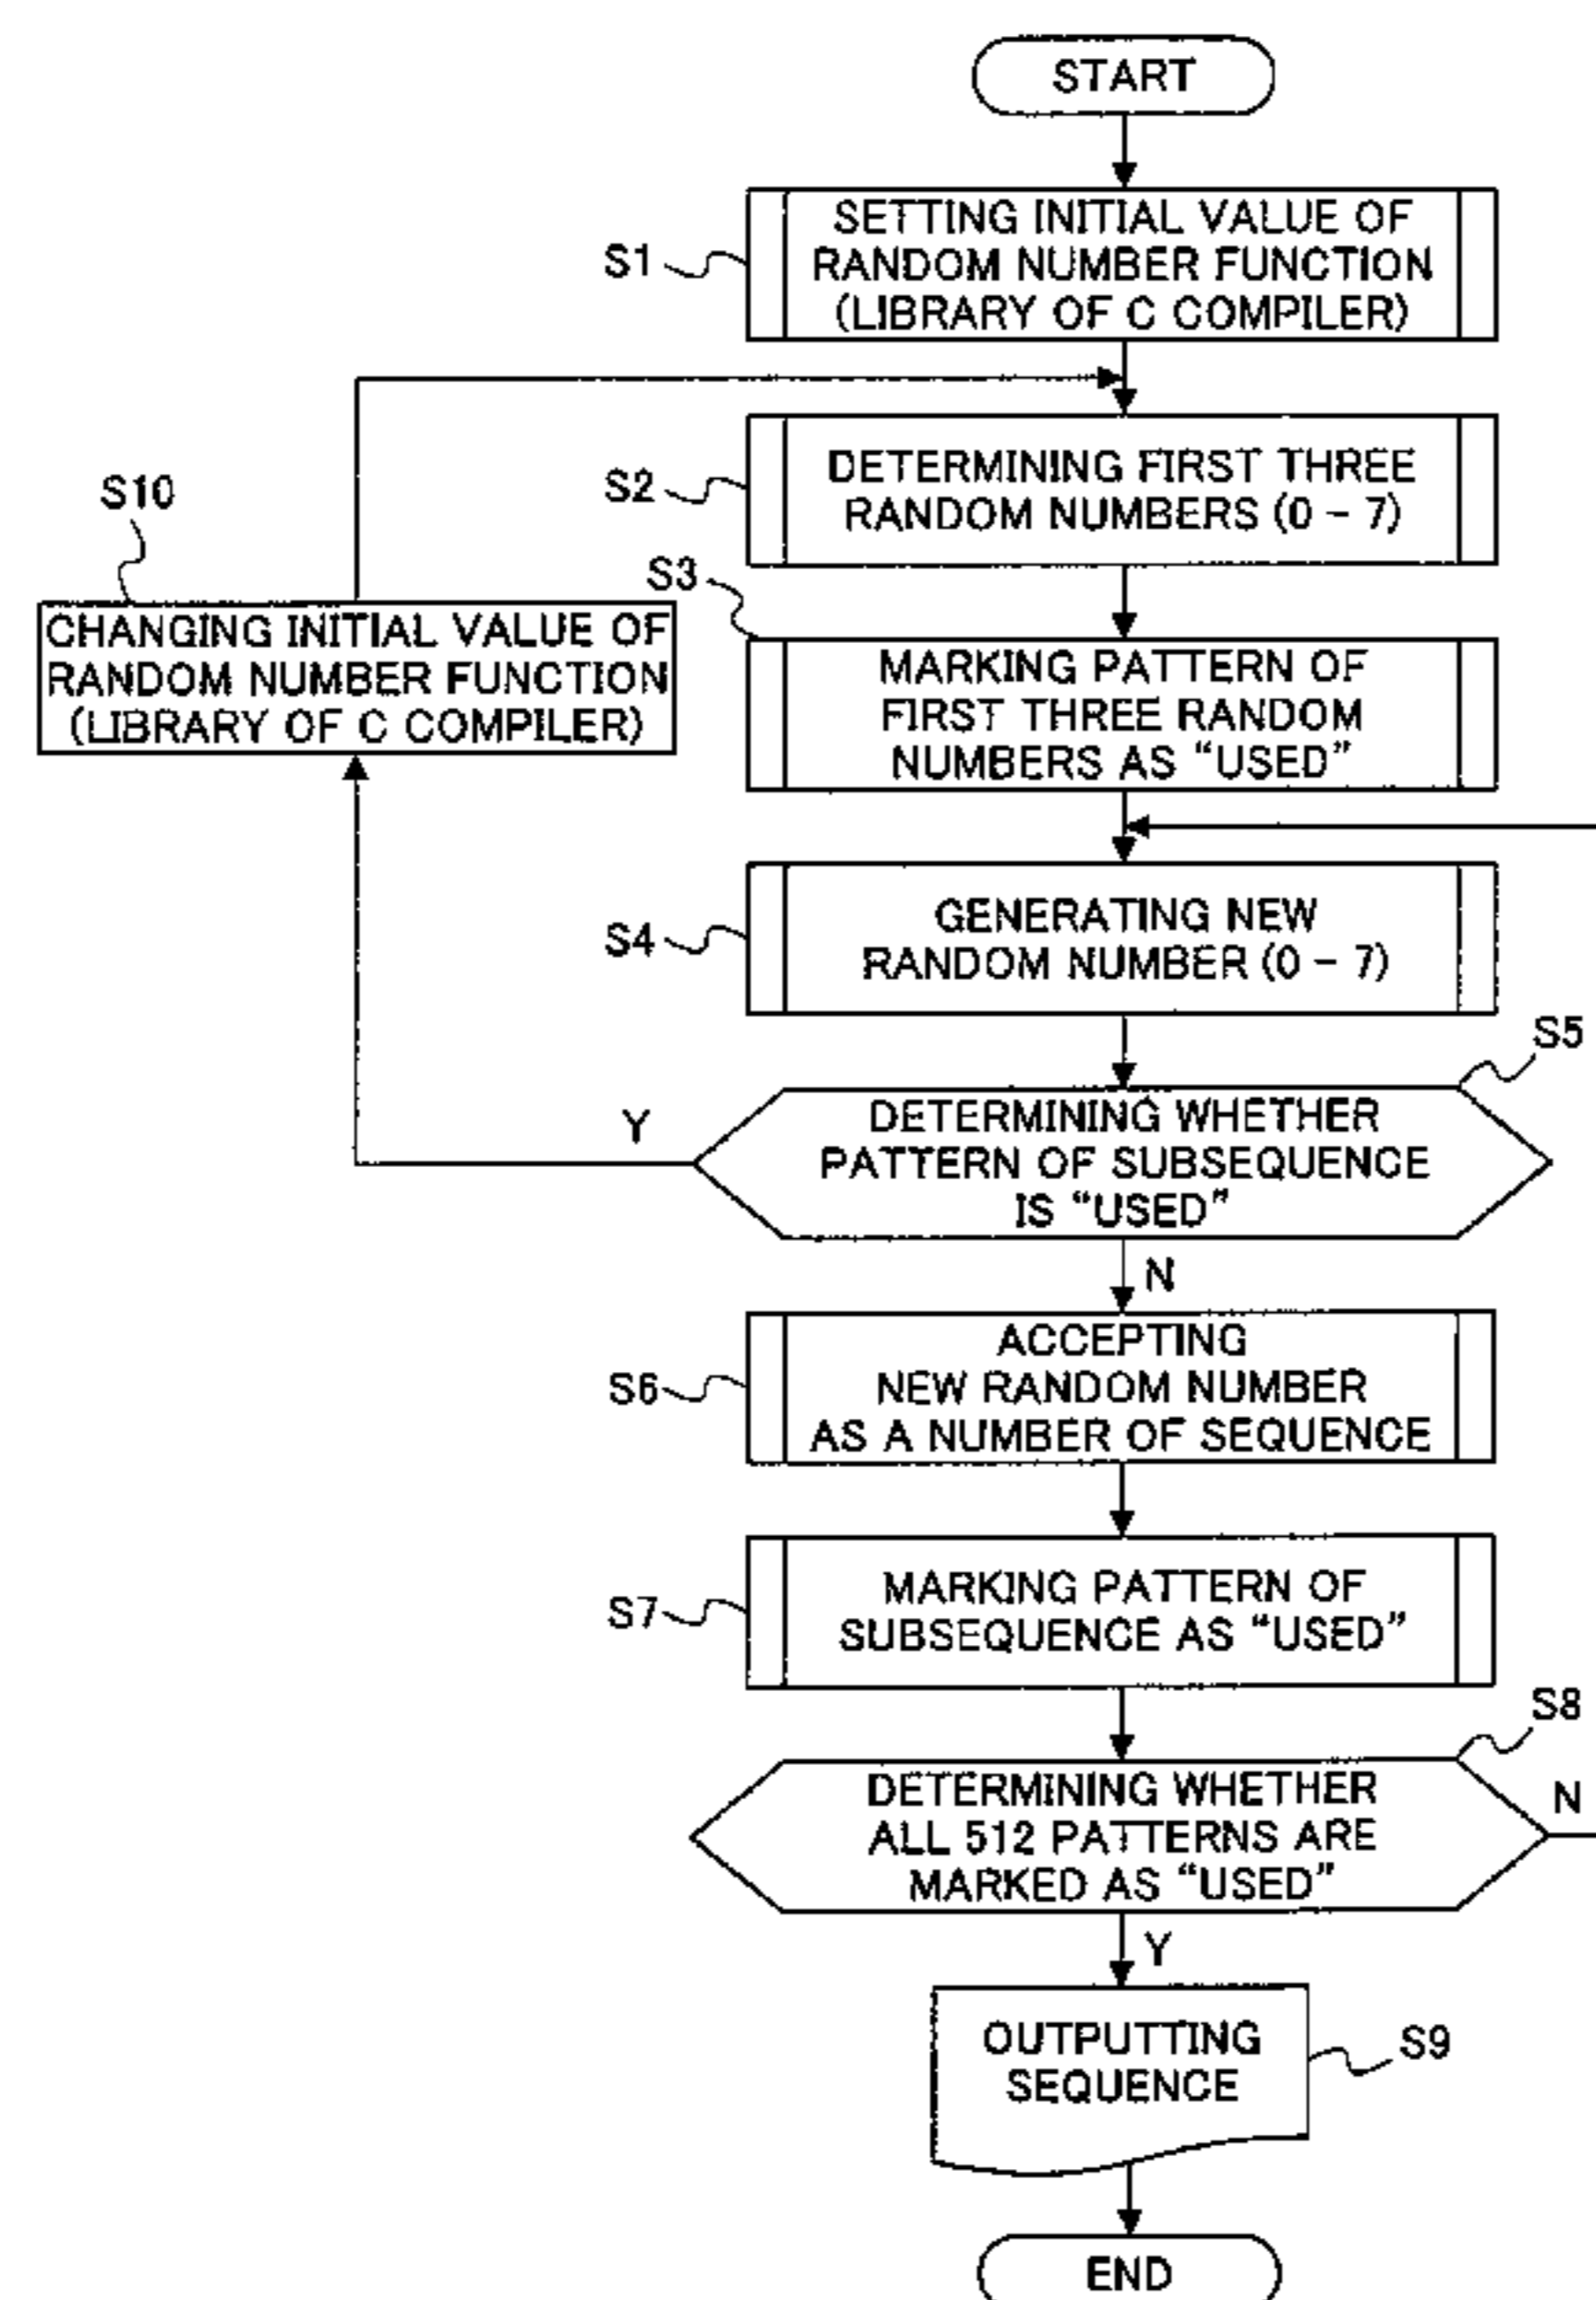 START
S1
SETTING INITIAL VALUE OF
RANDOM NUMBER FUNCTION
(LIBRARY OF C COMPILER)
S2
DETERMINING FIRST THREE
RANDOM NUMBERS (0 - 7)
S10
CHANGING INITIAL VALUE OF
RANDOM NUMBER FUNCTION
(LIBRARY OF C COMPILER)
S3
MARKING PATTERN OF
FIRST THREE RANDOM
NUMBERS AS "USED"
S4
GENERATING NEW
RANDOM NUMBER (0 - 7)
S5
DETERMINING WHETHER
PATTERN OF SUBSEQUENCE
IS "USED"
Y
N
S6
ACCEPTING
NEW RANDOM NUMBER
AS A NUMBER OF SEQUENCE
S7
MARKING PATTERN OF
SUBSEQUENCE AS "USED"
S8
DETERMINING WHETHER
ALL 512 PATTERNS ARE
MARKED AS "USED"
N
Y
OUTPUTTING
SEQUENCE
S9
END